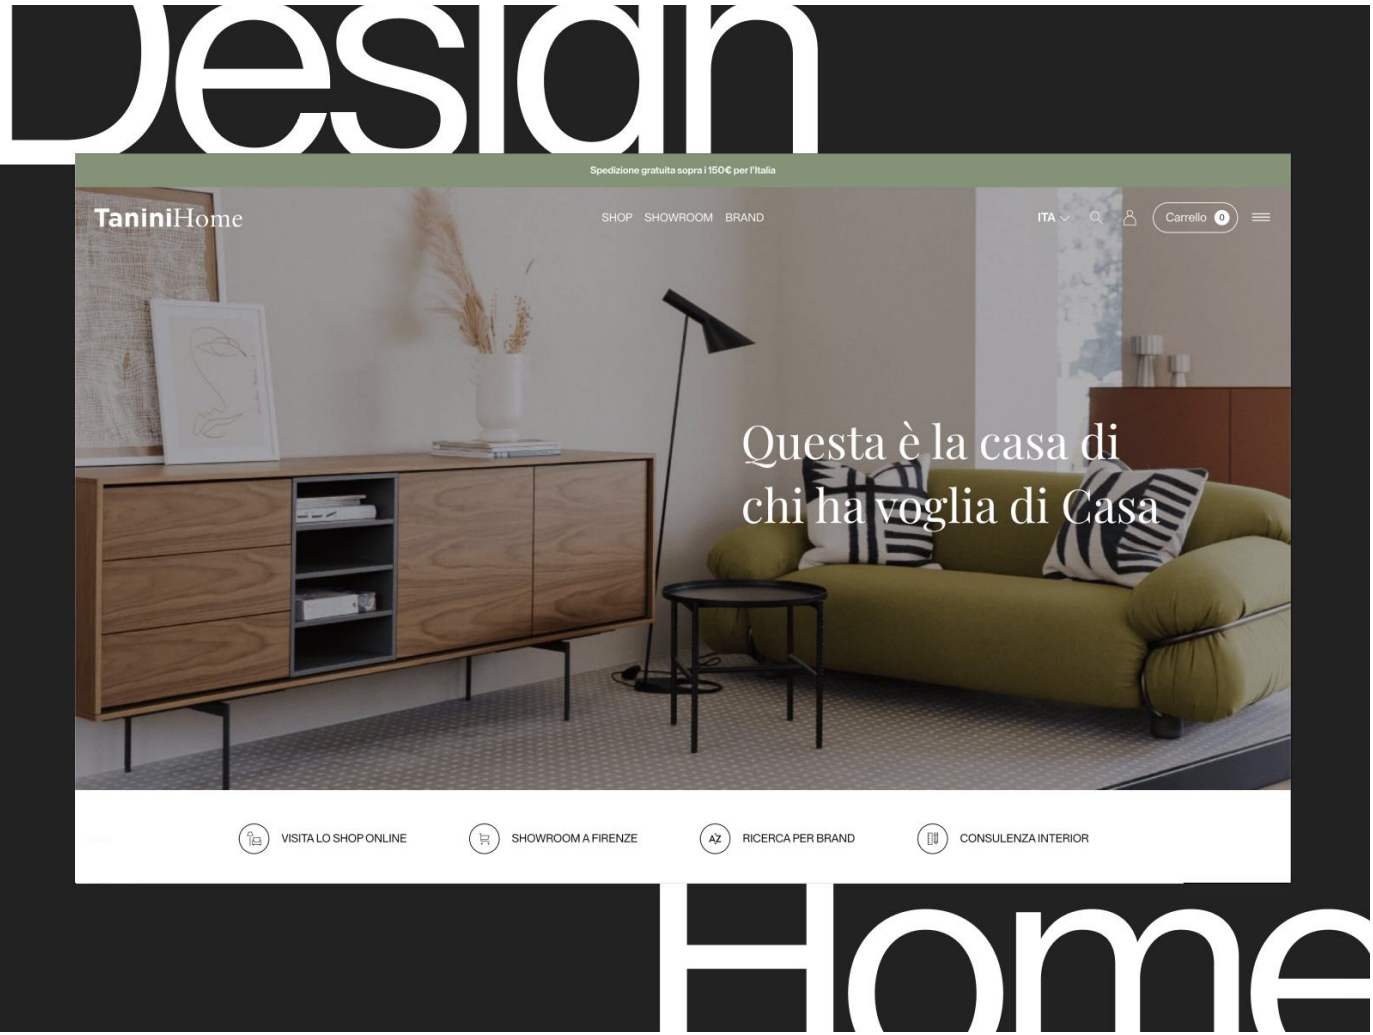 Design
Spedizione gratuita sopra i 150€ per l'Italia
TaniniHome
SHOP SHOWROOM BRAND
ITA
Carrello 0
Questa è la casa di
chi ha voglia di Casa
VISITA LO SHOP ONLINE
SHOWROOM A FIRENZE
AZ RICERCA PER BRAND
CONSULENZA INTERIOR
Home